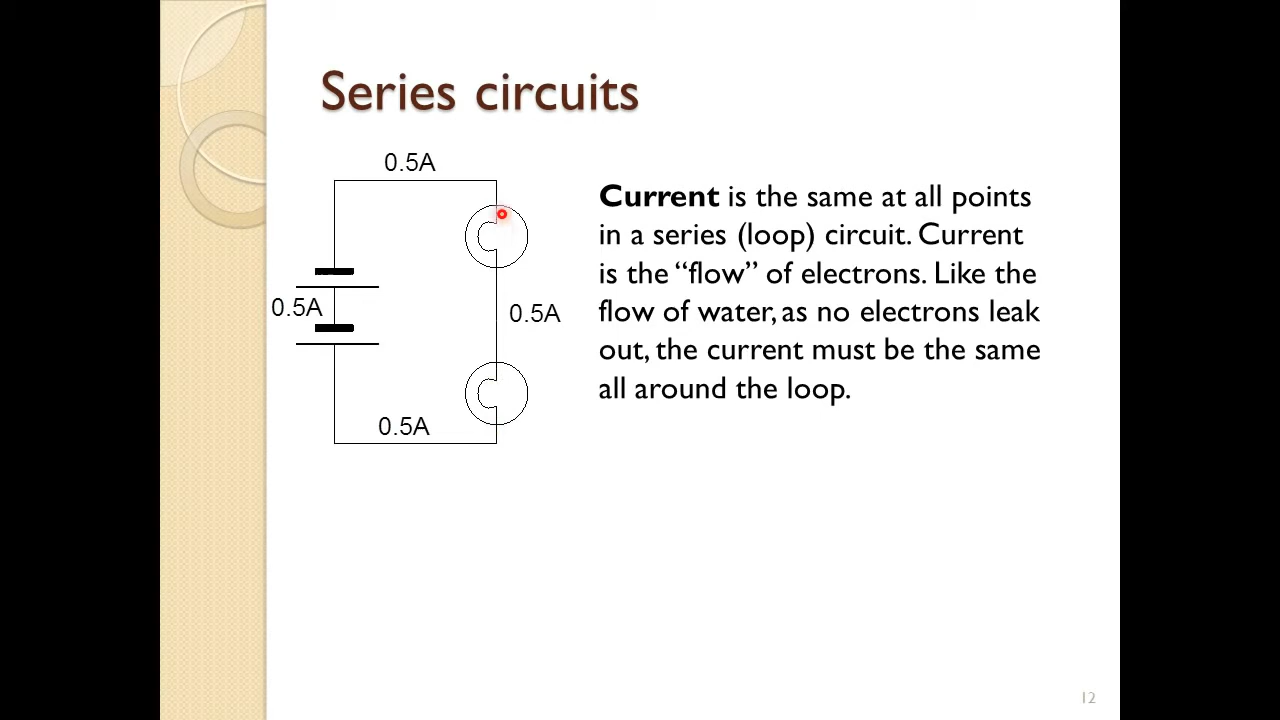 Series circuits
0.5A
Current is the same at all points
in a series (loop) circuit. Current
is the “flow” of electrons. Like the
flow of water, as no electrons leak
out, the current must be the same
all around the loop.
0.5A
0.5A
0.5A
12